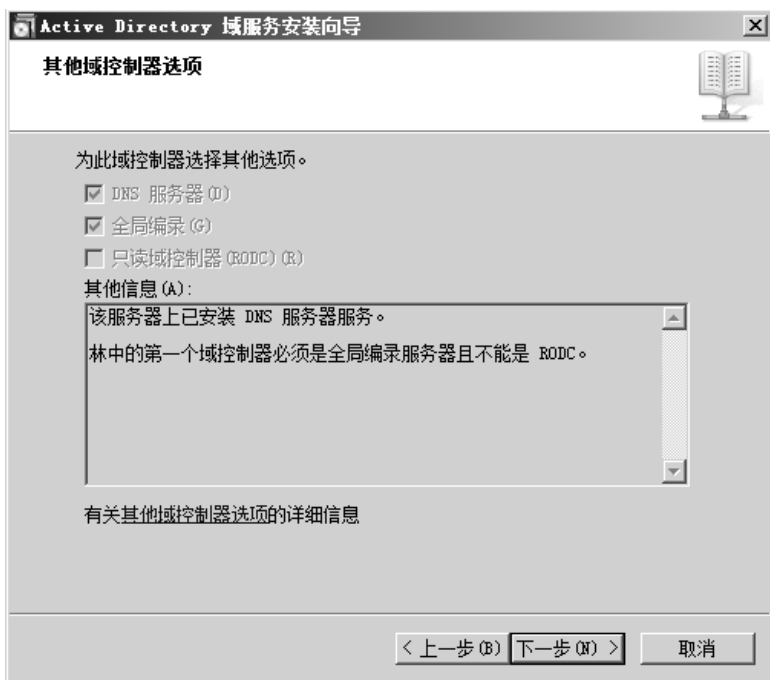 Active Directory 域服务安装向导
其他域控制器选项
为此域控制器选择其他选项。
DNS 服务器(D)
全局编录(G)
只读域控制器(RODC)(R)
其他信息(A):
该服务器上已安装 DNS 服务器服务。
林中的第一个域控制器必须是全局编录服务器且不能是 RODC。
有关其他域控制器选项的详细信息
< 上一步(B) 下一步(N) > 取消